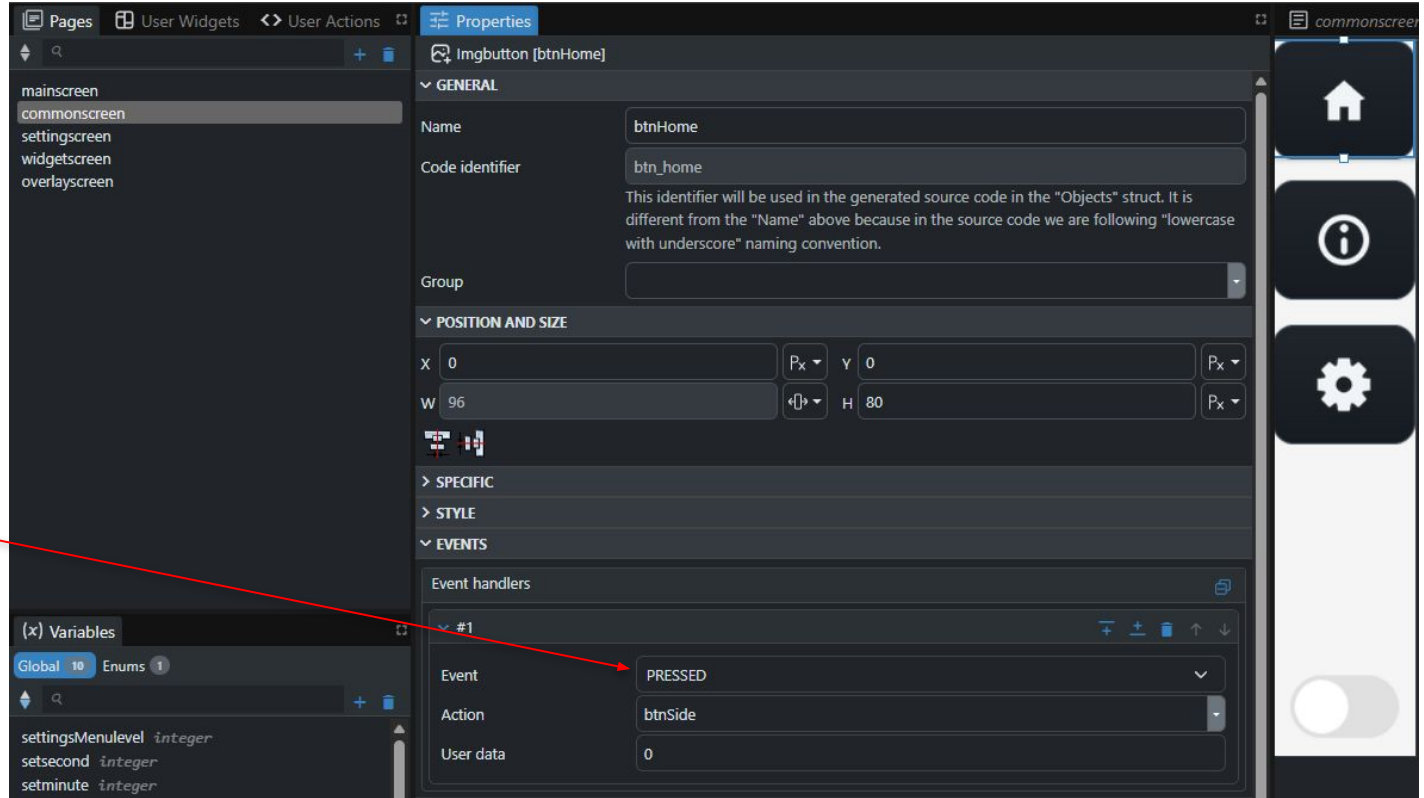 Pages
User Widgets
User Actions
mainscreen
commonscreen
settingscreen
widgetscreen
overlayscreen
(x) Variables
Global 10
Enums 1
settingsMenulevel integer
setsecond integer
setminute integer
Properties
Imgbutton [btnHome]
GENERAL
Name btnHome
Code identifier btn_home
This identifier will be used in the generated source code in the "Objects" struct. It is
different from the "Name" above because in the source code we are following "lowercase
with underscore" naming convention.
Group
POSITION AND SIZE
X 0 Px Y 0 Px
W 96 H 80 Px
SPECIFIC
STYLE
EVENTS
Event handlers
#1
Event PRESSED
Action btnSide
User data 0
commonscreen